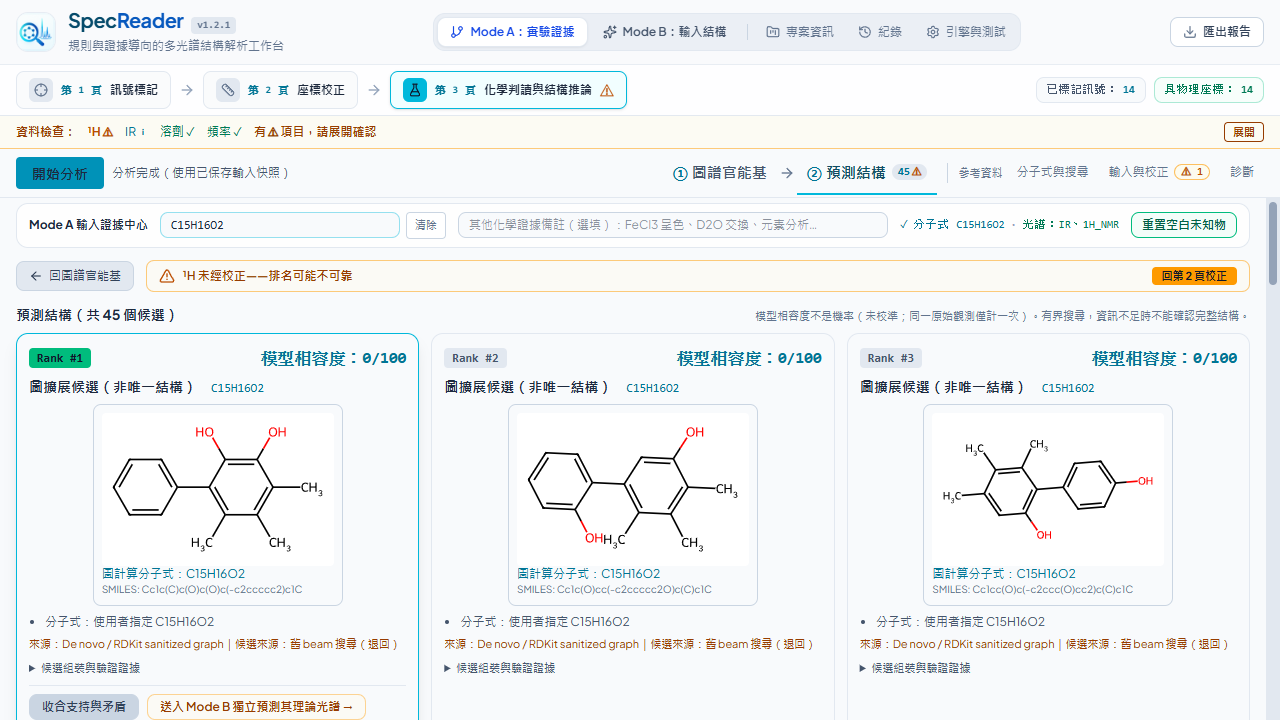 SpecReader v1.2.1
規則與證據導向的多光譜結構解析工作台
Mode A：實驗證據
Mode B：輸入結構
專案資訊
紀錄
引擎與測試
匯出報告
第 1 頁 訊號標記
第 2 頁 座標校正
第 3 頁 化學判讀與結構推論
已標記訊號： 14
具物理座標： 14
資料檢查： ¹H⚠ IR i 溶劑✓ 頻率✓ 有⚠項目，請展開確認
展開
開始分析
分析完成（使用已保存輸入快照）
① 圖譜官能基
② 預測結構 45⚠
參考資料
分子式與搜尋
輸入與校正 ⚠ 1
診斷
Mode A 輸入證據中心
C15H16O2
清除
其他化學證據備註（選填）：FeCl3 呈色、D2O 交換、元素分析…
✓ 分子式 C15H16O2 · 光譜：IR、1H_NMR
重置空白未知物
← 回圖譜官能基
¹H 未經校正——排名可能不可靠
回第 2 頁校正
預測結構（共 45 個候選）
模型相容度不是機率（未校準；同一原始觀測僅計一次）。有界搜尋，資訊不足時不能確認完整結構。
Rank #1
模型相容度：0/100
圖擴展候選（非唯一結構） C15H16O2
HO
OH
CH₃
H₃C
CH₃
圖計算分子式：C15H16O2
SMILES: Cc1c(C)c(O)c(O)c(-c2ccccc2)c1C
• 分子式：使用者指定 C15H16O2
來源：De novo / RDKit sanitized graph｜候選來源：舊 beam 搜尋（退回）
▶ 候選組裝與驗證證據
收合支持與矛盾
送入 Mode B 獨立預測其理論光譜 →
Rank #2
模型相容度：0/100
圖擴展候選（非唯一結構） C15H16O2
OH
CH₃
OH
H₃C
CH₃
圖計算分子式：C15H16O2
SMILES: Cc1c(O)cc(-c2ccccc2O)c(C)c1C
• 分子式：使用者指定 C15H16O2
來源：De novo / RDKit sanitized graph｜候選來源：舊 beam 搜尋（退回）
▶ 候選組裝與驗證證據
Rank #3
模型相容度：0/100
圖擴展候選（非唯一結構） C15H16O2
H₃C
CH₃
H₃C
OH
OH
圖計算分子式：C15H16O2
SMILES: Cc1cc(O)c(-c2ccc(O)cc2)c(C)c1C
• 分子式：使用者指定 C15H16O2
來源：De novo / RDKit sanitized graph｜候選來源：舊 beam 搜尋（退回）
▶ 候選組裝與驗證證據